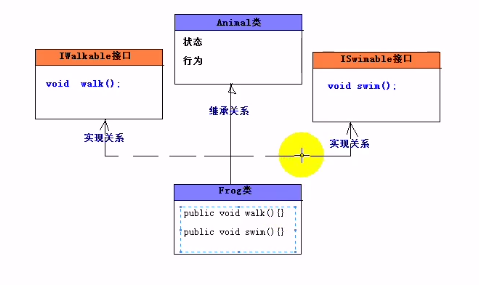 Animal类
状态
行为
IWalkable接口
void walk();
ISwimable接口
void swim();
继承关系
实现关系
实现关系
Frog类
public void walk(){}
public void swim(){}